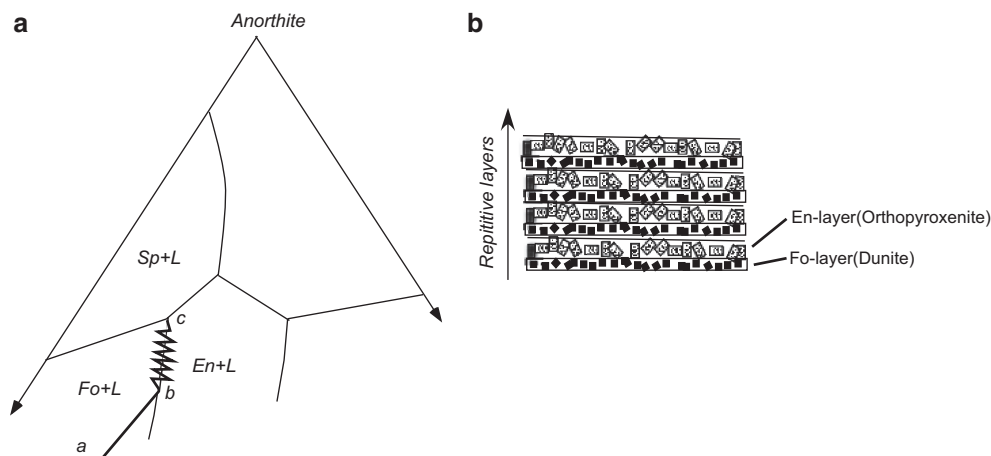 a
Anorthite
Sp+L
c
En+L
Fo+L
b
a
b
Repititive layers
En-layer(Orthopyroxenite)
Fo-layer(Dunite)